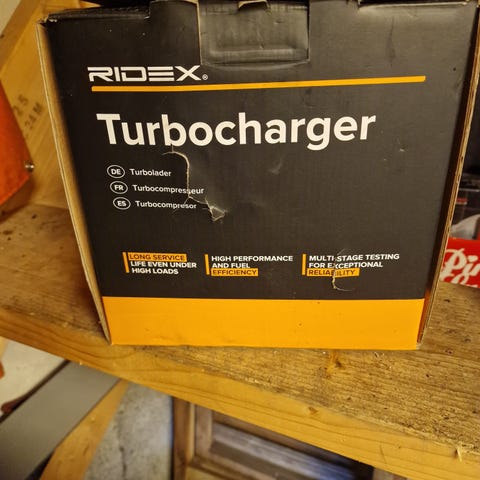 RIDEX®
Turbocharger
DE Turbolader
FR Turbocompresseur
ES Turbocompresor
LONG SERVICE
LIFE EVEN UNDER
HIGH LOADS
HIGH PERFORMANCE
AND FUEL
EFFICIENCY
MULTI-STAGE TESTING
FOR EXCEPTIONAL
RELIABILITY